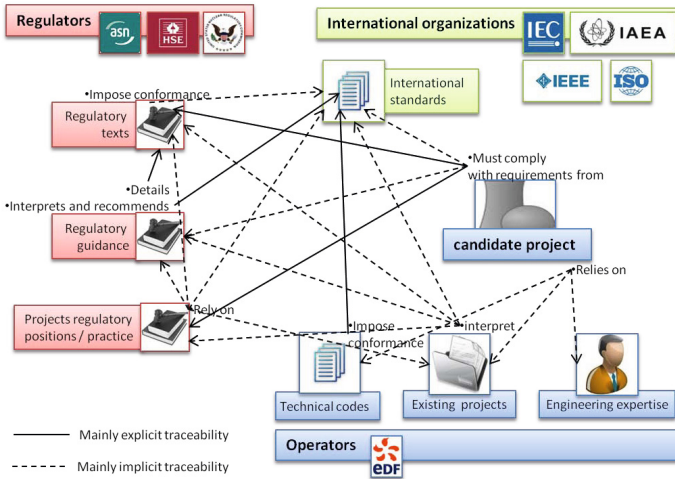 Regulators
asn
HSE
International organizations
IEC
IAEA
IEEE
ISO
•Impose conformance
International
standards
Regulatory
texts
•Must comply
with requirements from
•Details
•Interprets and recommends
Regulatory
guidance
candidate project
•Relies on
Projects regulatory
positions / practice
•Rely on
•Impose
conformance
•interpret
Technical codes
Existing projects
Engineering expertise
Mainly explicit traceability
Mainly implicit traceability
Operators
eDF